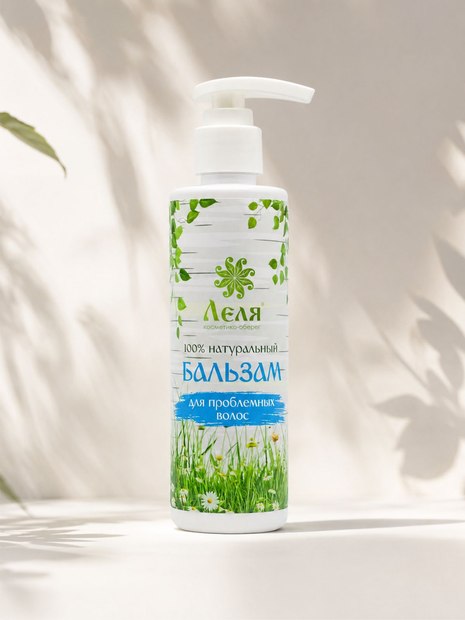 Леля
косметика-оберег
100% натуральный
Бальзам
для проблемных
волос